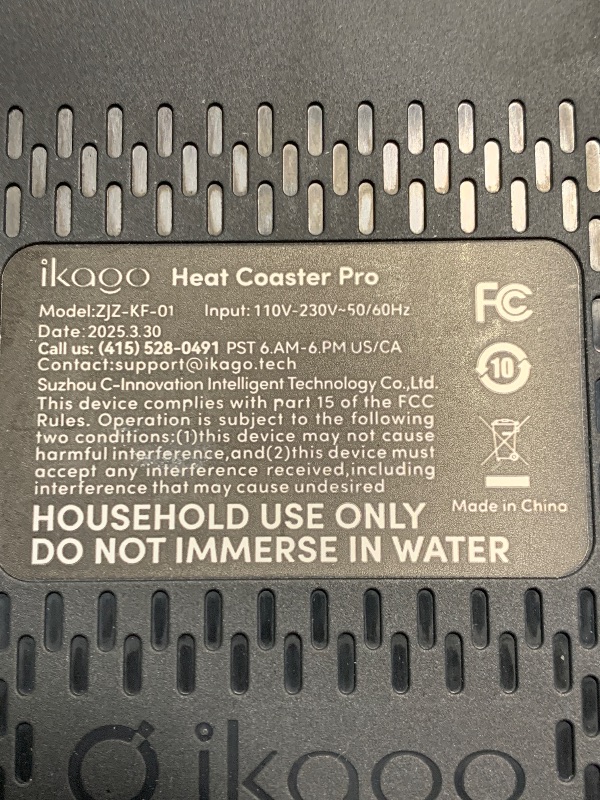 ikago Heat Coaster Pro
Model:ZJZ-KF-01 Input: 110V-230V~50/60Hz
Date: 2025.3.30
Call us: (415) 528-0491 PST 6.AM-6.PM US/CA
Contact:support@ikago.tech
Suzhou C-Innovation Intelligent Technology Co.,Ltd.
This device complies with part 15 of the FCC
Rules. Operation is subject to the following
two conditions:(1)this device may not cause
harmful interference,and(2)this device must
accept any interference received,including
interference that may cause undesired
HOUSEHOLD USE ONLY
DO NOT IMMERSE IN WATER
FC
10
Made in China
ikago